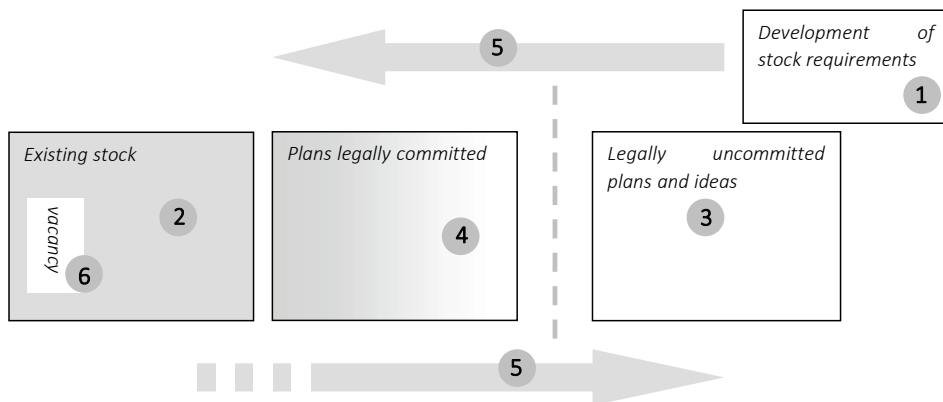 5
Development of
stock requirements
1
Existing stock
Plans legally committed
Legally uncommitted
plans and ideas
vacancy
2
3
4
6
5